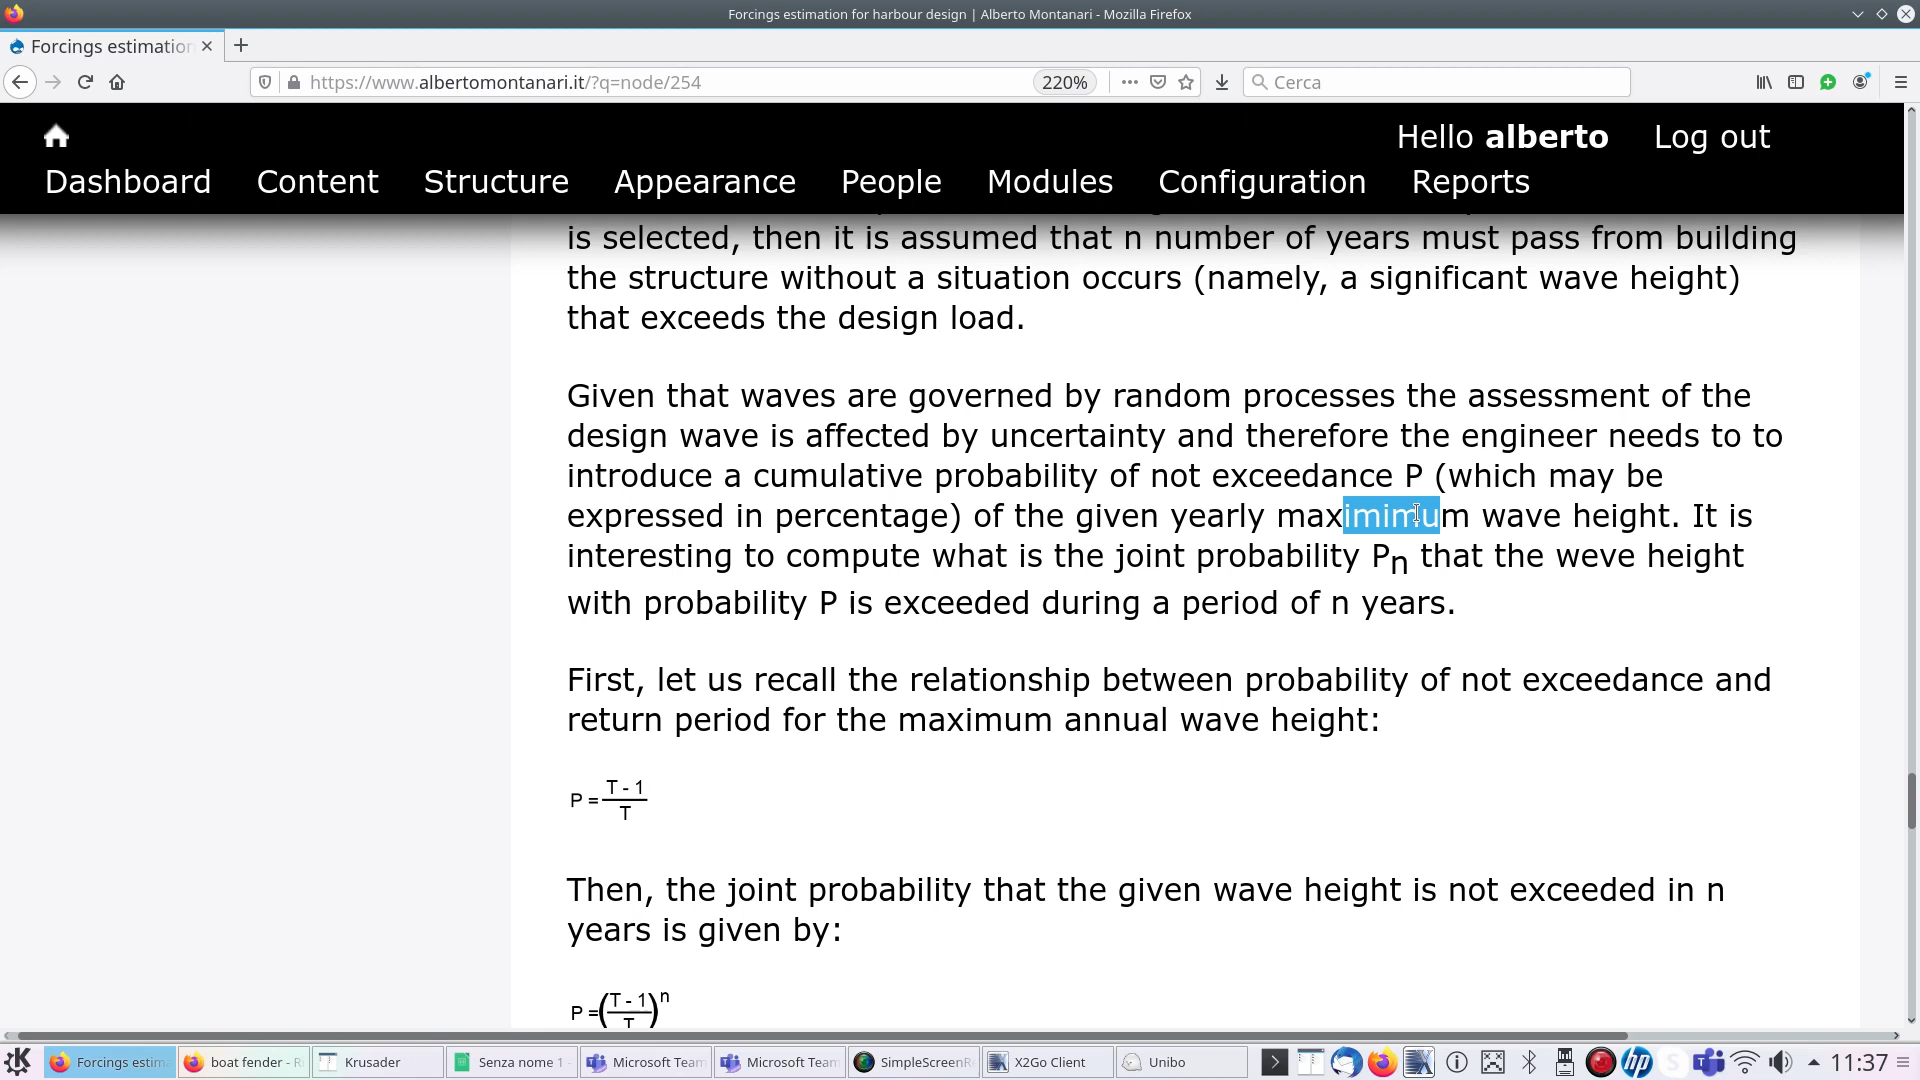 Forcings estimation for harbour design | Alberto Montanari - Mozilla Firefox
Forcings estimation
https://www.albertomontanari.it/?q=node/254
220%
Cerca
Hello alberto Log out
Dashboard Content Structure Appearance People Modules Configuration Reports
is selected, then it is assumed that n number of years must pass from building
the structure without a situation occurs (namely, a significant wave height)
that exceeds the design load.
Given that waves are governed by random processes the assessment of the
design wave is affected by uncertainty and therefore the engineer needs to to
introduce a cumulative probability of not exceedance P (which may be
expressed in percentage) of the given yearly maximimum wave height. It is
interesting to compute what is the joint probability Pn that the weve height
with probability P is exceeded during a period of n years.
First, let us recall the relationship between probability of not exceedance and
return period for the maximum annual wave height:
P = T - 1 / T
Then, the joint probability that the given wave height is not exceeded in n
years is given by:
P = (T - 1 / T)^n
Forcings estim boat fender - R Krusader Senza nome 1 - Microsoft Team Microsoft Team SimpleScreenRe X2Go Client Unibo hp 11:37